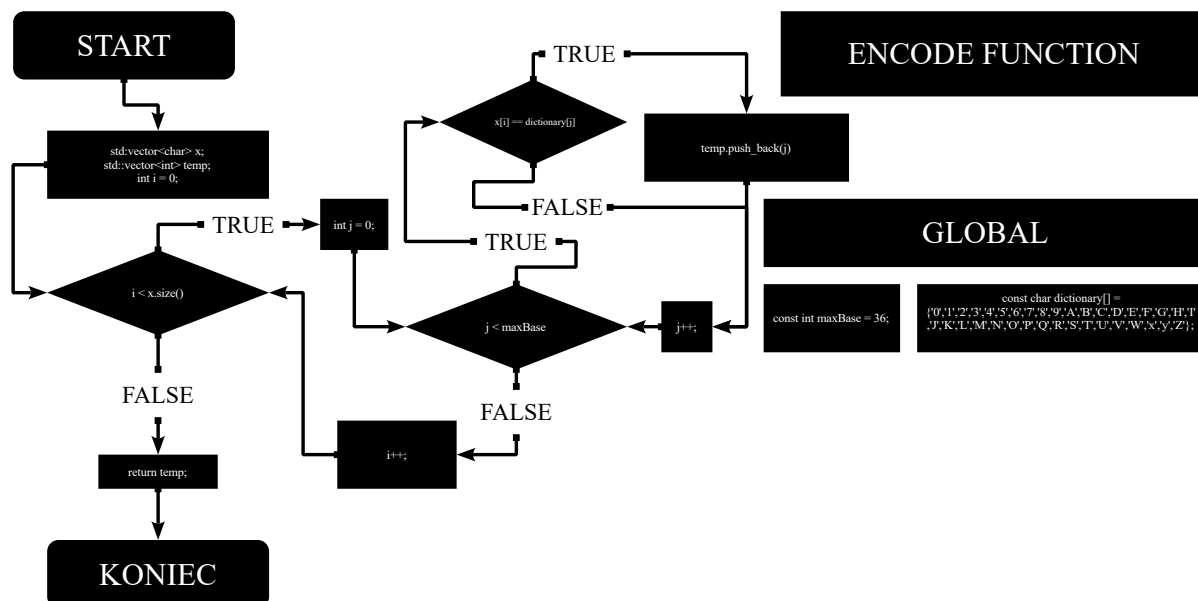 START
std:vector<char> x;
std::vector<int> temp;
int i = 0;
i < x.size()
TRUE
int j = 0;
FALSE
return temp;
KONIEC
j < maxBase
TRUE
x[i] == dictionary[j]
TRUE
temp.push_back(j)
FALSE
j++;
FALSE
i++;
ENCODE FUNCTION
GLOBAL
const int maxBase = 36;
const char dictionary[] =
{'0','1','2','3','4','5','6','7','8','9','A','B','C','D','E','F','G','H','I'
,'J','K','L','M','N','O','P','Q','R','S','T','U','V','W','x','y','Z'};